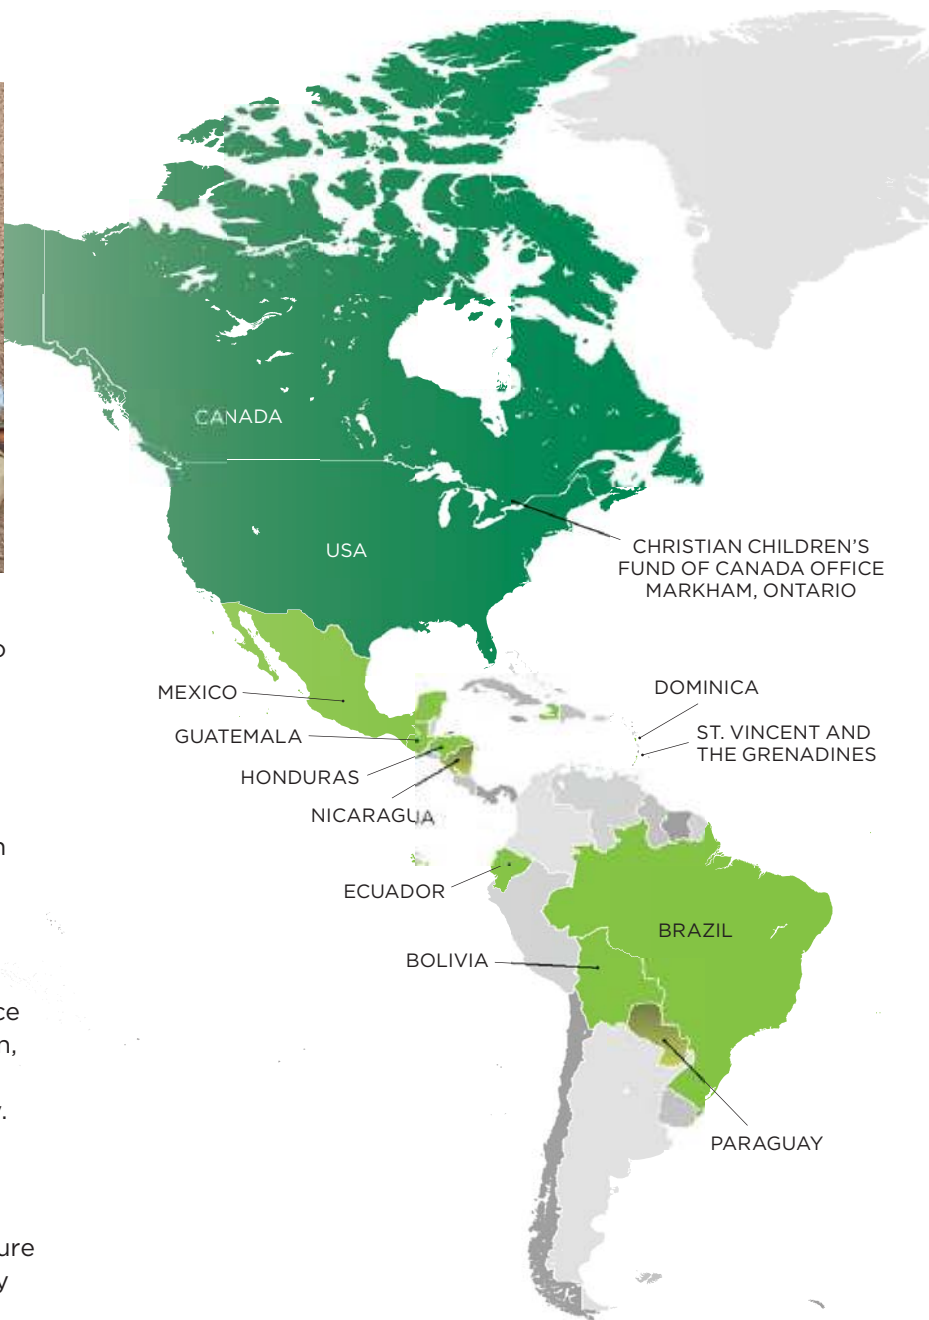 CANADA
USA
CHRISTIAN CHILDREN'S
FUND OF CANADA OFFICE
MARKHAM, ONTARIO
MEXICO
GUATEMALA
HONDURAS
NICARAGUA
DOMINICA
ST. VINCENT AND
THE GRENADINES
ECUADOR
BRAZIL
BOLIVIA
PARAGUAY